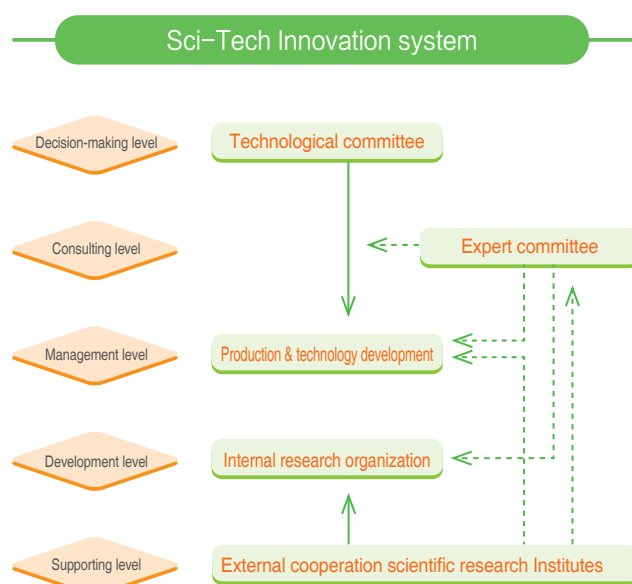 Sci-Tech Innovation system
Decision-making level
Technological committee
Consulting level
Expert committee
Management level
Production & technology development
Development level
Internal research organization
Supporting level
External cooperation scientific research Institutes